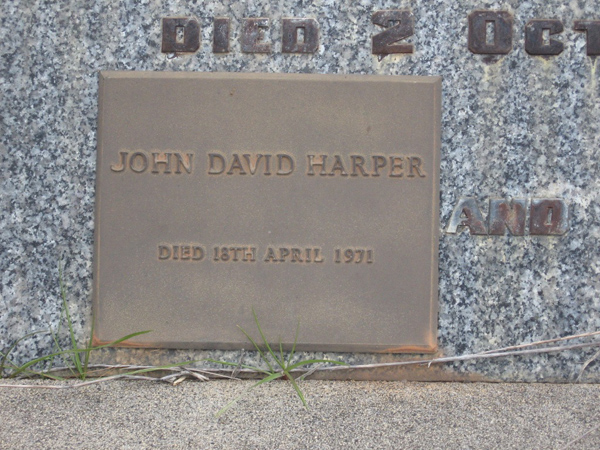 DIED 2 OCT
JOHN DAVID HARPER
AND
DIED 18TH APRIL 1971